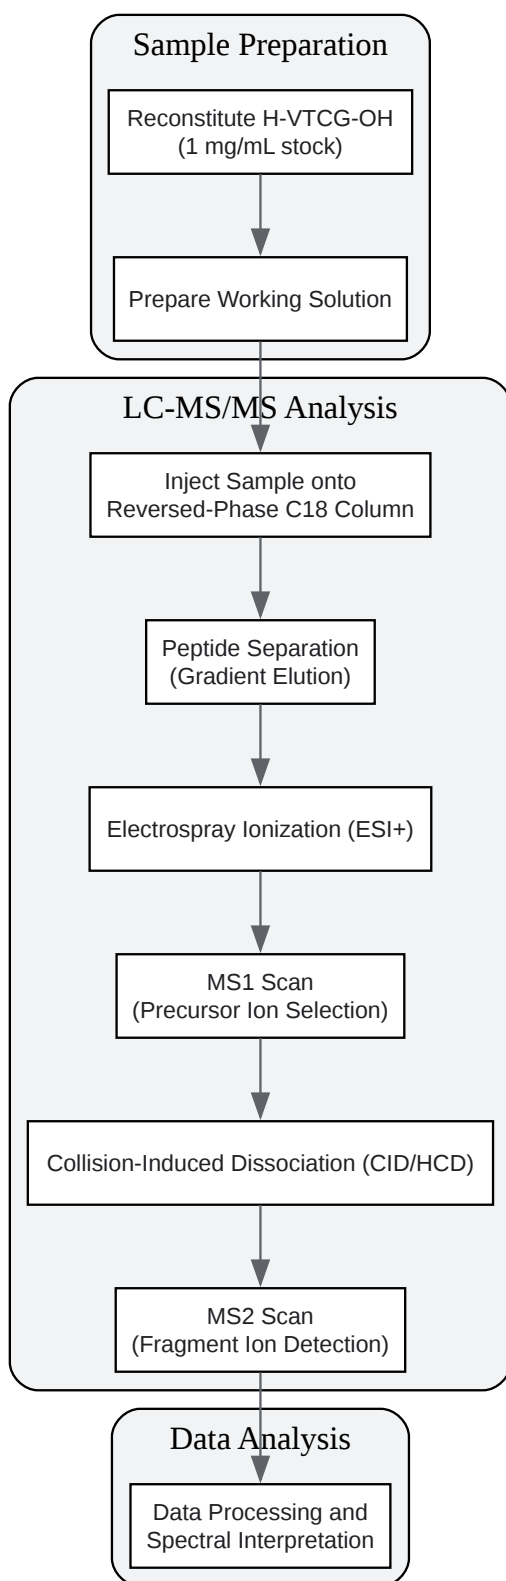 Sample Preparation
Reconstitute H-VTCG-OH
(1 mg/mL stock)
Prepare Working Solution
LC-MS/MS Analysis
Inject Sample onto
Reversed-Phase C18 Column
Peptide Separation
(Gradient Elution)
Electrospray Ionization (ESI+)
MS1 Scan
(Precursor Ion Selection)
Collision-Induced Dissociation (CID/HCD)
MS2 Scan
(Fragment Ion Detection)
Data Analysis
Data Processing and
Spectral Interpretation